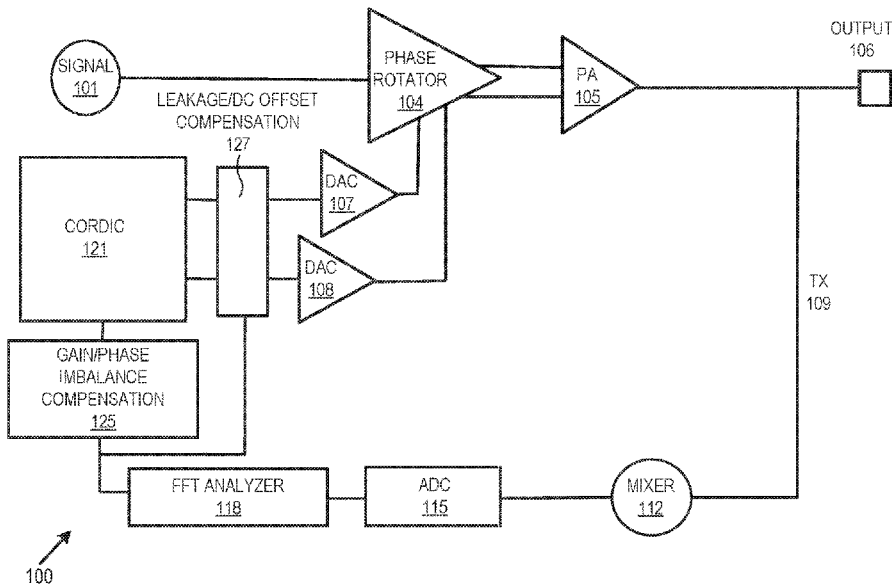 OUTPUT
106
SIGNAL
101
PHASE
ROTATOR
104
PA
105
LEAKAGE/DC OFFSET
COMPENSATION
127
DAC
107
CORDIC
121
DAC
108
TX
109
GAIN/PHASE
IMBALANCE
COMPENSATION
125
FFT ANALYZER
118
ADC
115
MIXER
112
100